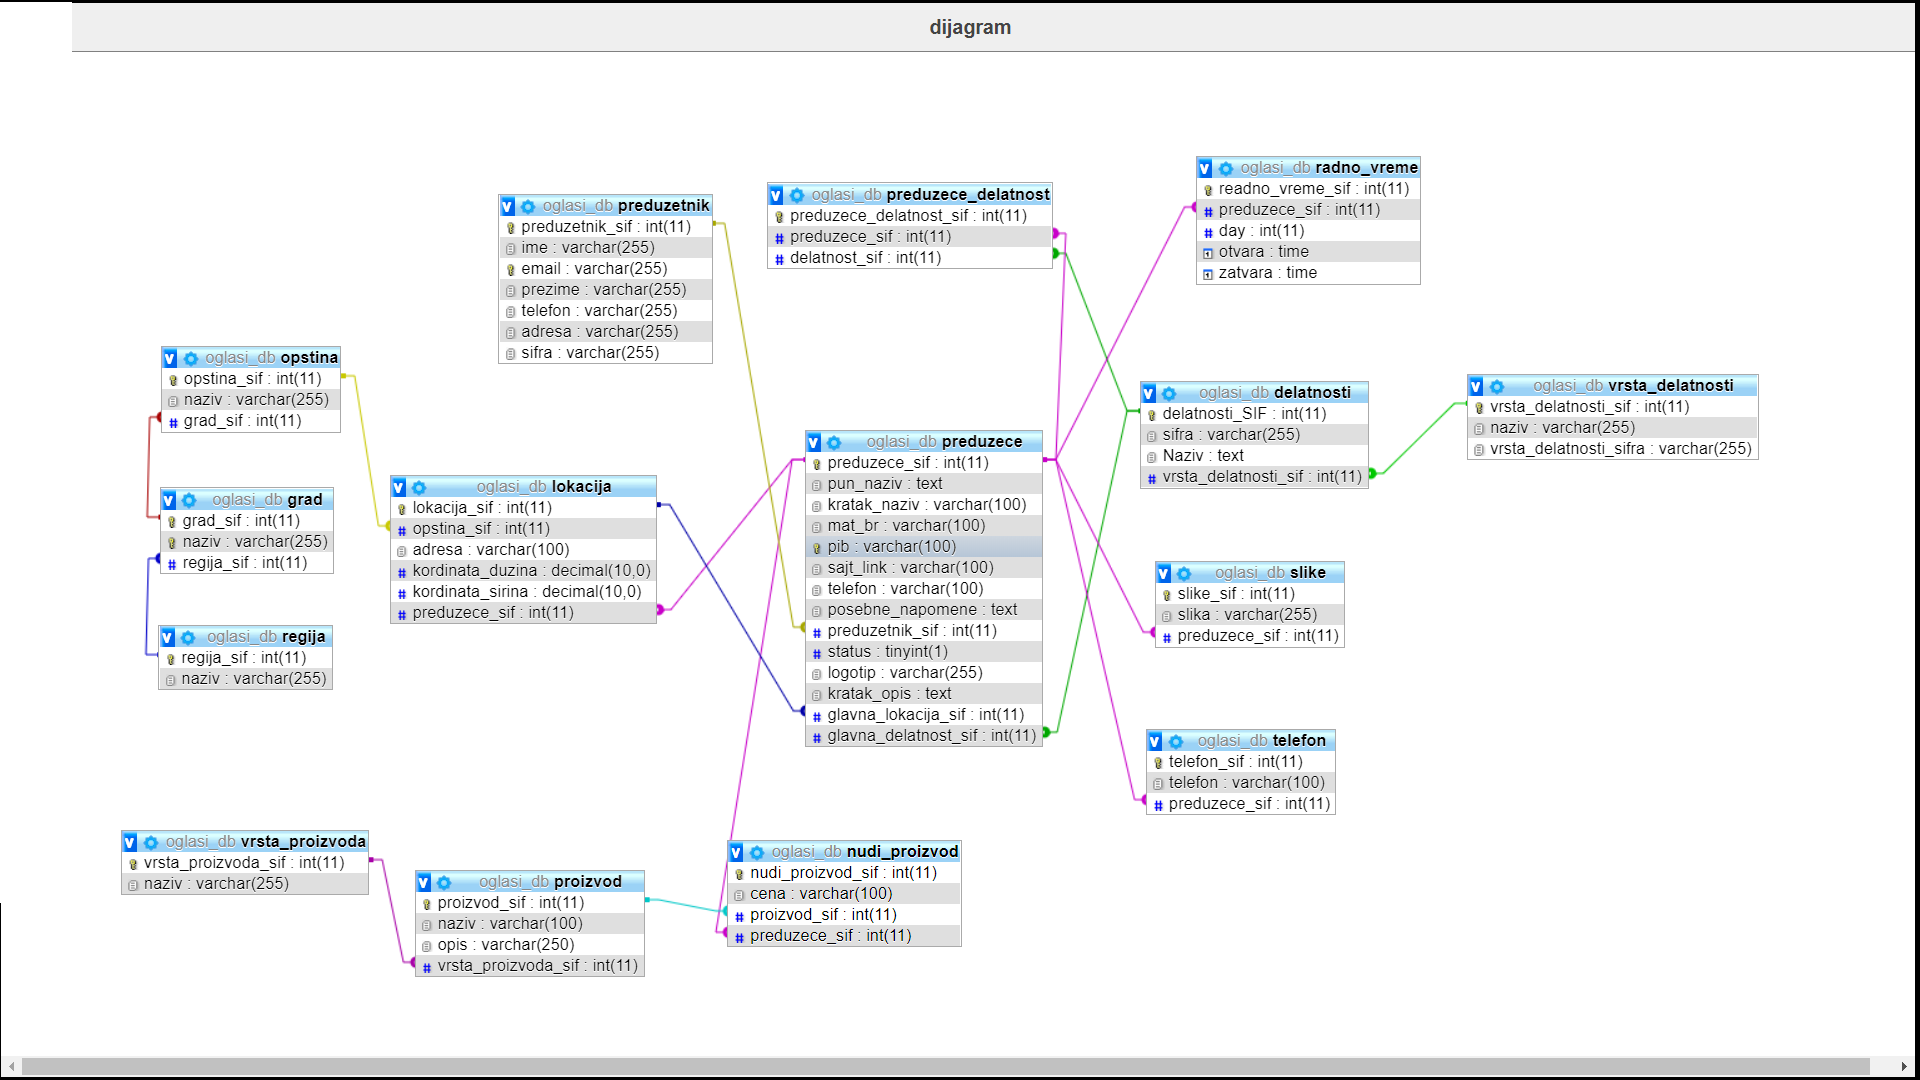 dijagram
oglasi_db radno_vreme
readno_vreme_sif : int(11)
preduzece_sif : int(11)
day : int(11)
otvara : time
zatvara : time
oglasi_db preduzece_delatnost
preduzece_delatnost_sif : int(11)
preduzece_sif : int(11)
delatnost_sif : int(11)
oglasi_db preduzetnik
preduzetnik_sif : int(11)
ime : varchar(255)
email : varchar(255)
prezime : varchar(255)
telefon : varchar(255)
adresa : varchar(255)
sifra : varchar(255)
oglasi_db opstina
opstina_sif : int(11)
naziv : varchar(255)
grad_sif : int(11)
oglasi_db vrsta_delatnosti
vrsta_delatnosti_sif : int(11)
naziv : varchar(255)
vrsta_delatnosti_sifra : varchar(255)
oglasi_db delatnosti
delatnosti_SIF : int(11)
sifra : varchar(255)
Naziv : text
vrsta_delatnosti_sif : int(11)
oglasi_db preduzece
preduzece_sif : int(11)
pun_naziv : text
kratak_naziv : varchar(100)
mat_br : varchar(100)
pib : varchar(100)
sajt_link : varchar(100)
telefon : varchar(100)
posebne_napomene : text
preduzetnik_sif : int(11)
status : tinyint(1)
logotip : varchar(255)
kratak_opis : text
glavna_lokacija_sif : int(11)
glavna_delatnost_sif : int(11)
oglasi_db lokacija
lokacija_sif : int(11)
opstina_sif : int(11)
adresa : varchar(100)
kordinata_duzina : decimal(10,0)
kordinata_sirina : decimal(10,0)
preduzece_sif : int(11)
oglasi_db grad
grad_sif : int(11)
naziv : varchar(255)
regija_sif : int(11)
oglasi_db slike
slike_sif : int(11)
slika : varchar(255)
preduzece_sif : int(11)
oglasi_db regija
regija_sif : int(11)
naziv : varchar(255)
oglasi_db telefon
telefon_sif : int(11)
telefon : varchar(100)
preduzece_sif : int(11)
oglasi_db vrsta_proizvoda
vrsta_proizvoda_sif : int(11)
naziv : varchar(255)
oglasi_db proizvod
proizvod_sif : int(11)
naziv : varchar(100)
opis : varchar(250)
vrsta_proizvoda_sif : int(11)
oglasi_db nudi_proizvod
nudi_proizvod_sif : int(11)
cena : varchar(100)
proizvod_sif : int(11)
preduzece_sif : int(11)